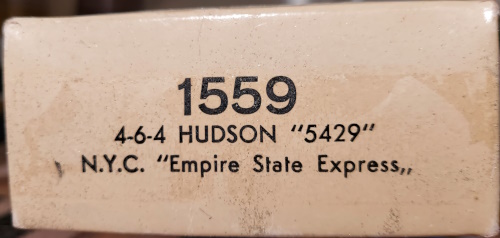 1559
4-6-4 HUDSON "5429"
N.Y.C. "Empire State Express„